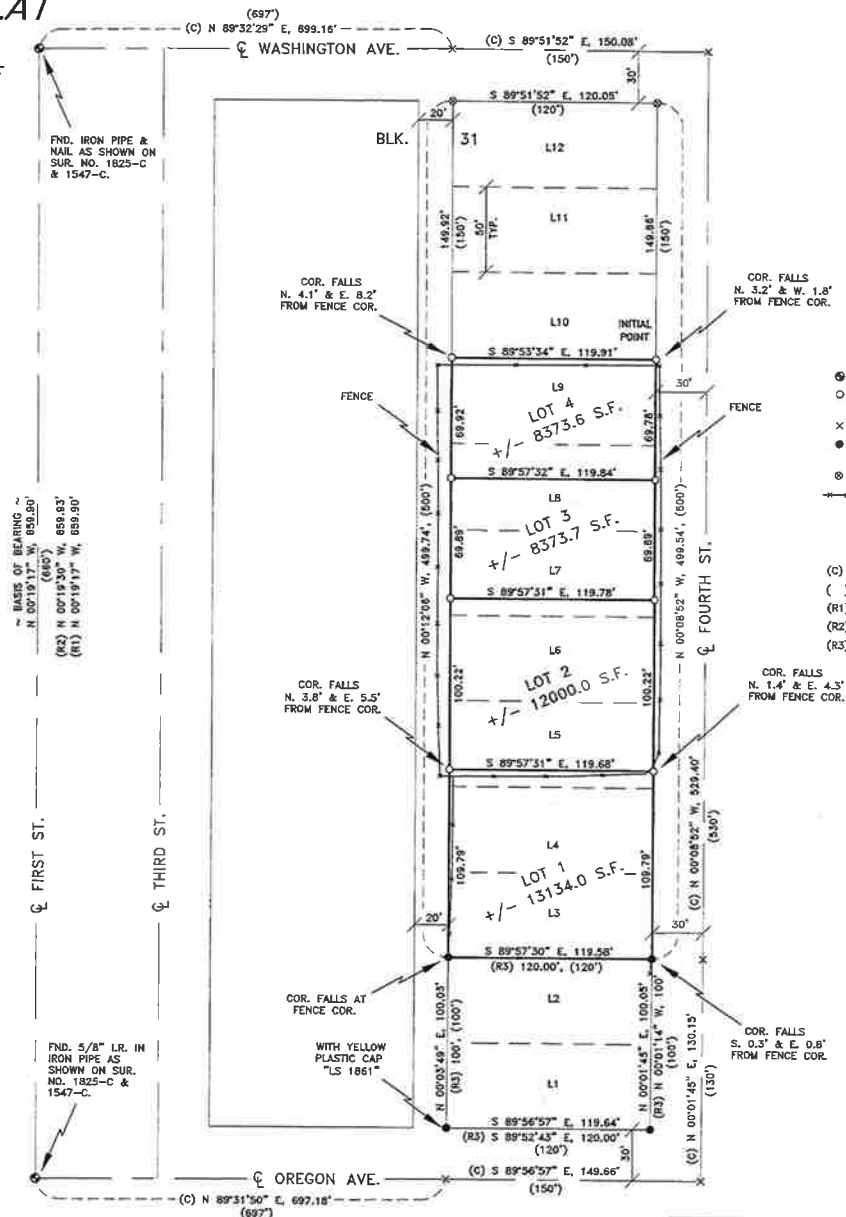 (697')
(C) N 89°32'29" E, 699.16'
℄ WASHINGTON AVE.
(C) S 89°51'52" E, 150.08'
(150')
30'
FND. IRON PIPE &
NAIL AS SHOWN ON
SUR. NO. 1825-C
& 1547-C.
S 89°51'52" E, 120.05'
(120')
20'
BLK. 31
L12
149.92'
(150')
50'
TYP.
L11
149.86'
(150')
COR. FALLS
N. 4.1' & E. 8.2'
FROM FENCE COR.
COR. FALLS
N. 3.2' & W. 1.8'
FROM FENCE COR.
L10
INITIAL
POINT
S 89°53'34" E, 119.91'
30'
FENCE
L9
LOT 4
+/- 8373.6 S.F.
69.92'
69.78'
FENCE
S 89°57'32" E, 119.84'
L8
LOT 3
+/- 8373.7 S.F.
69.89'
69.89'
L7
S 89°57'31" E, 119.78'
~ BASIS OF BEARING ~
N 00°19'17" W, 659.90'
(660')
(R2) N 00°19'30" W, 659.93'
(R1) N 00°19'17" W, 659.90'
N 00°12'06" W, 499.74', (500')
N 00°08'52" W, 499.54', (500')
℄ FOURTH ST.
(C)
( )
(R1)
(R2)
(R3)
L6
LOT 2
+/- 12000.0 S.F.
100.22'
100.22'
L5
COR. FALLS
N. 3.8' & E. 5.5'
FROM FENCE COR.
COR. FALLS
N. 1.4' & E. 4.3'
FROM FENCE COR.
S 89°57'31" E, 119.68'
(C) N 00°08'52" W, 529.40'
(530')
L4
LOT 1
+/- 13134.0 S.F.
109.79'
109.79'
L3
℄ FIRST ST.
℄ THIRD ST.
20'
30'
S 89°57'30" E, 119.58'
(R3) 120.00', (120')
COR. FALLS AT
FENCE COR.
L2
COR. FALLS
S. 0.3' & E. 0.8'
FROM FENCE COR.
FND. 5/8" I.R. IN
IRON PIPE AS
SHOWN ON SUR.
NO. 1825-C &
1547-C.
WITH YELLOW
PLASTIC CAP
"LS 1861"
N 00°03'49" E, 100.05'
(R3) 100', (100')
N 00°01'45" E, 100.05'
(R3) N 00°01'14" W, 100'
(100')
(C) N 00°01'45" E, 130.15'
(130')
L1
S 89°56'57" E, 119.64'
(R3) S 89°52'43" E, 120.00'
(120')
30'
℄ OREGON AVE.
(C) S 89°56'57" E, 149.66'
(150')
(C) N 89°31'50" E, 697.18'
(697')